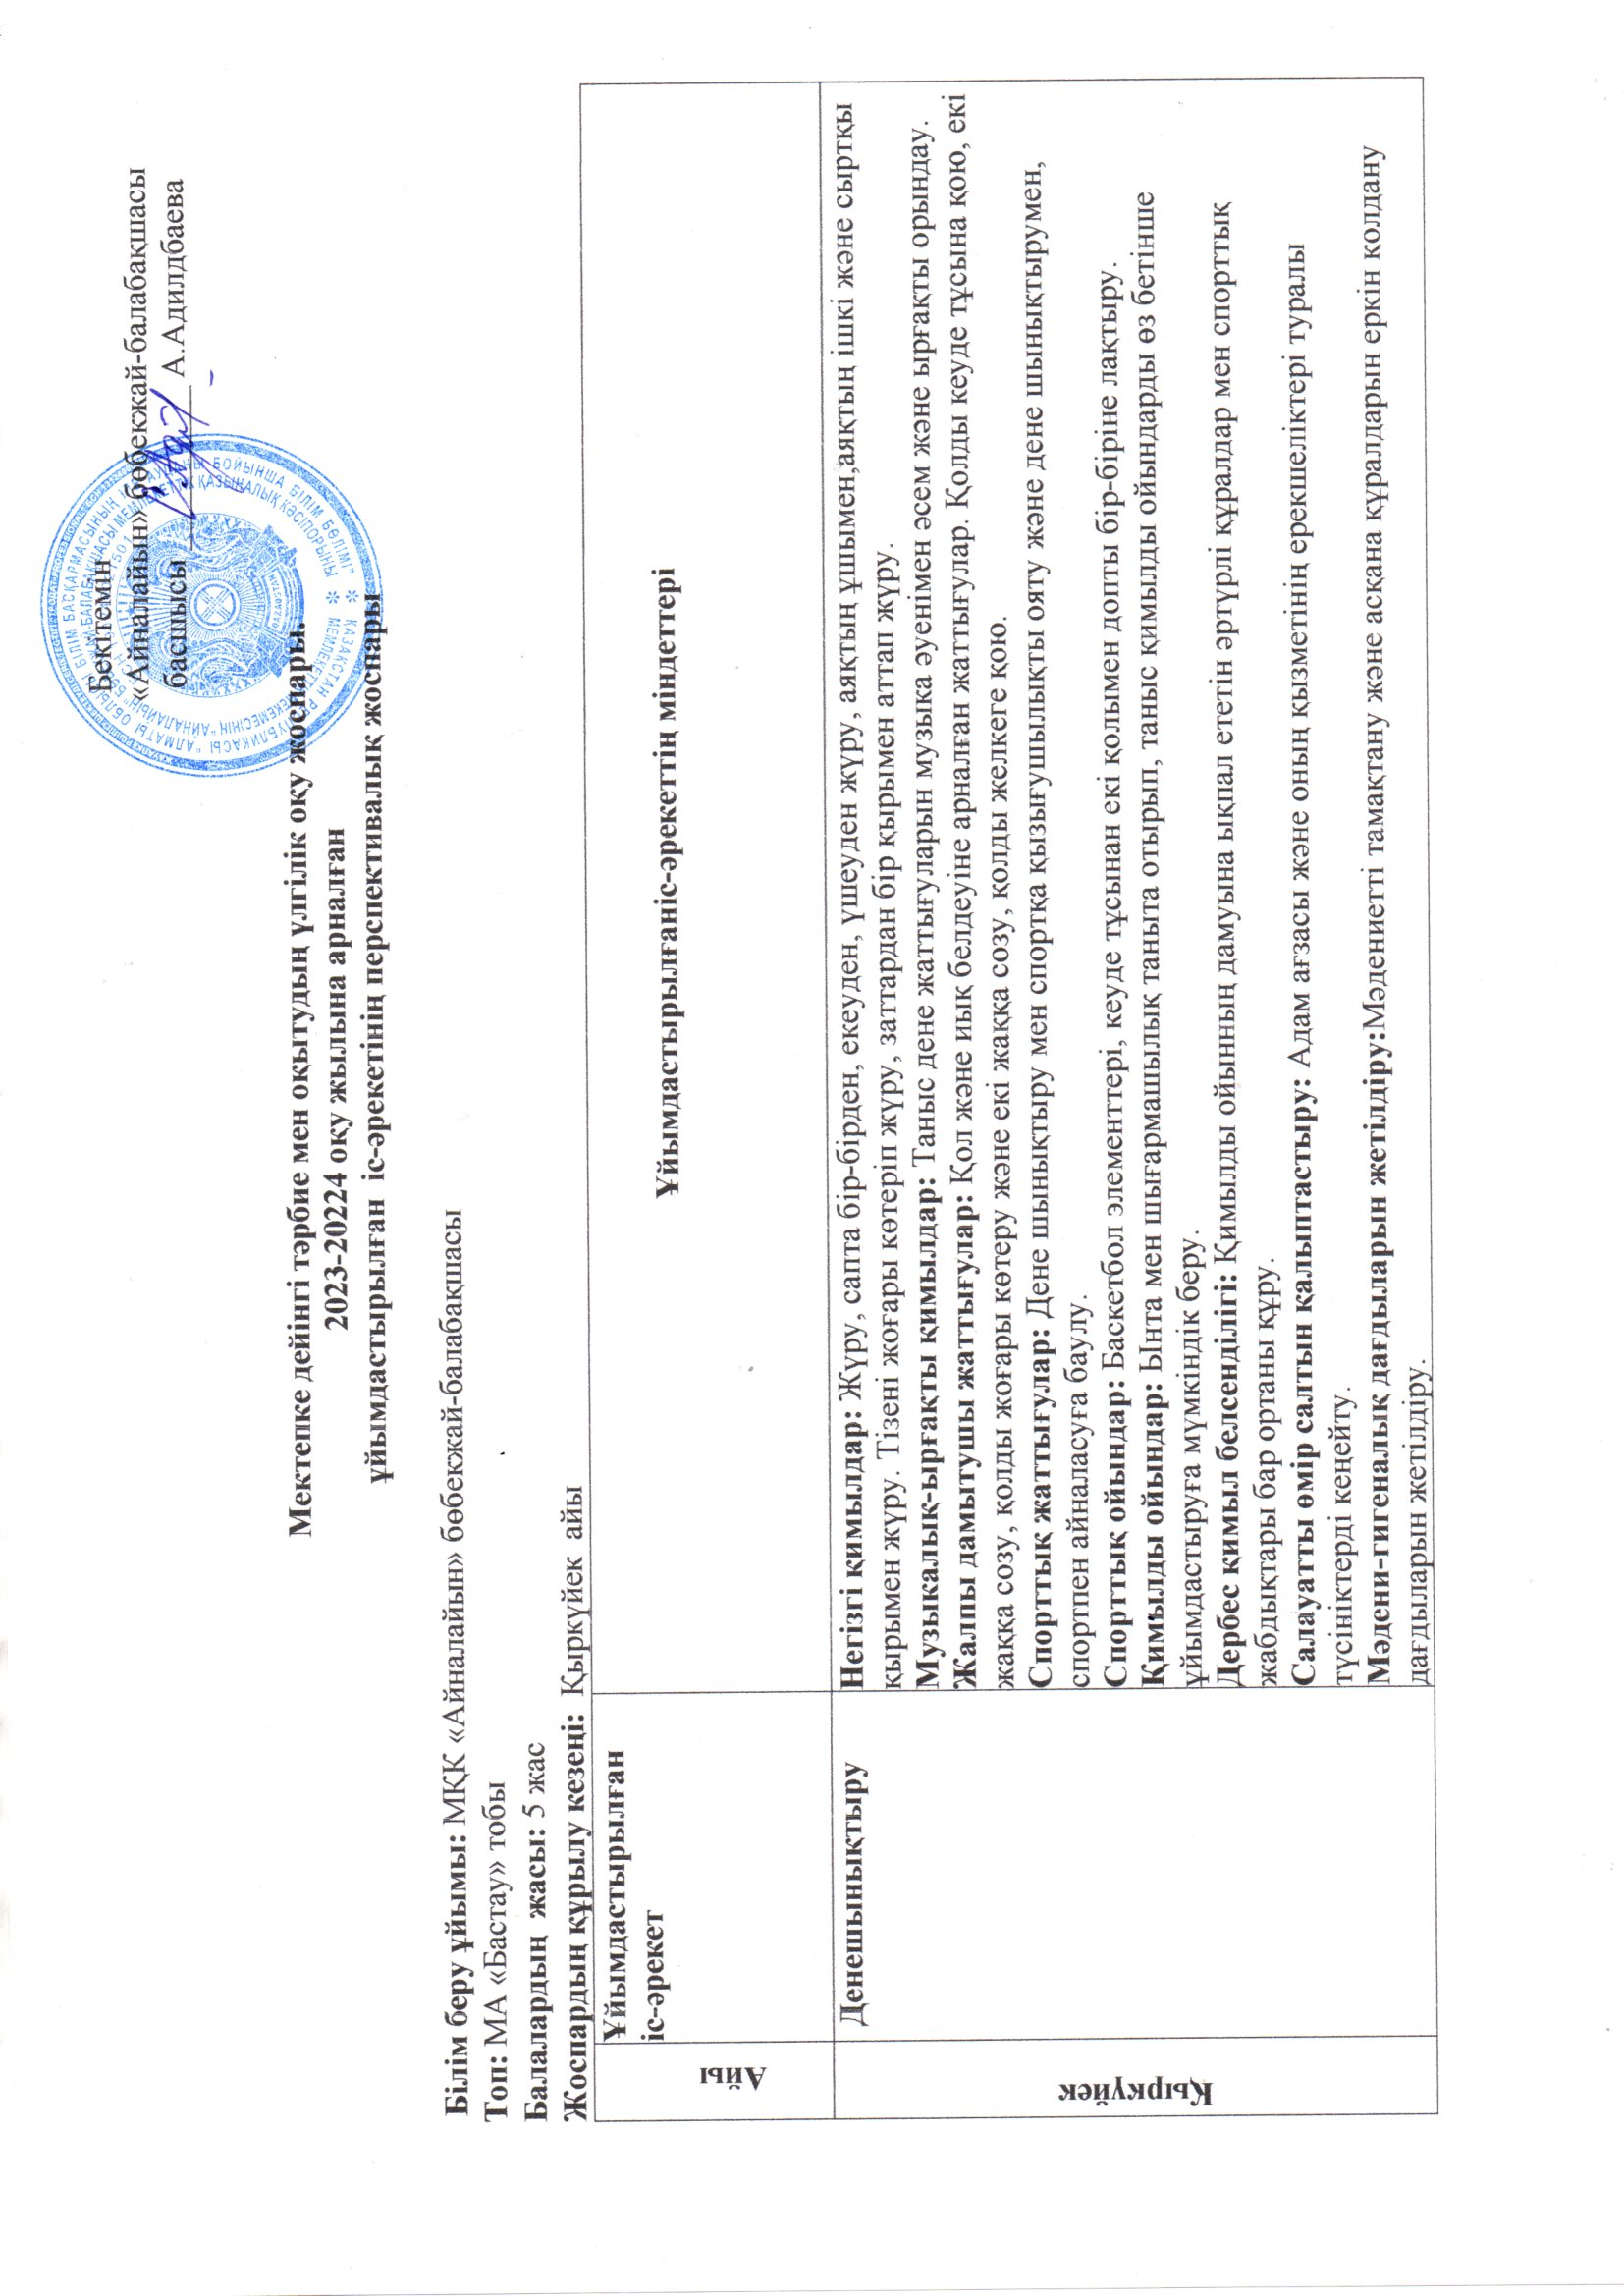 Бекітемін
«Айналайын» бөбекжай-балабақшасы
басшысы ____________ А.Адилдбаева
Мектепке дейінгі тәрбие мен оқытудың үлгілік оқу жоспары.
2023-20224 оқу жылына арналған
ұйымдастырылған іс-әрекетінің перспективалық жоспары
Білім беру ұйымы: МҚК «Айналайын» бөбекжай-балабақшасы
Топ: МА «Бастау» тобы
Балалардың жасы: 5 жас
Жоспардың құрылу кезеңі: Қыркүйек айы
Айы
Ұйымдастырылған
іс-әрекет
Ұйымдастырылғаніс-әрекеттің міндеттері
Қыркүйек
Денешынықтыру
Негізгі қимылдар: Жүру, сапта бір-бірден, екеуден, үшеуден жүру, аяқтың ұшымен,аяқтың ішкі және сыртқы
қырымен жүру. Тізені жоғары көтеріп жүру, заттардан бір қырымен аттап жүру.
Музыкалық-ырғақты қимылдар: Таныс дене жаттығуларын музыка әуенімен әсем және ырғақты орындау.
Жалпы дамытушы жаттығулар: Қол және иық белдеуіне арналған жаттығулар. Қолды кеуде тұсына қою, екі
жаққа созу, қолды жоғары көтеру және екі жаққа созу, қолды желкеге қою.
Спорттық жаттығулар: Дене шынықтыру мен спортқа қызығушылықты ояту және дене шынықтырумен,
спортпен айналасуға баулу.
Спорттық ойындар: Баскетбол элементтері, кеуде тұсынан екі қолымен допты бір-біріне лақтыру.
Қимылды ойындар: Ынта мен шығармашылық таныта отырып, таныс қимылды ойындарды өз бетінше
ұйымдастыруға мүмкіндік беру.
Дербес қимыл белсенділігі: Қимылды ойынның дамуына ықпал ететін әртүрлі құралдар мен спорттық
жабдықтары бар ортаны құру.
Салауатты өмір салтын қалыптастыру: Адам ағзасы және оның қызметінің ерекшеліктері туралы
түсініктерді кеңейту.
Мәдени-гигеналық дағдыларын жетілдіру:Мәдениетті тамақтану және асқана құралдарын еркін қолдану
дағдыларын жетілдіру.